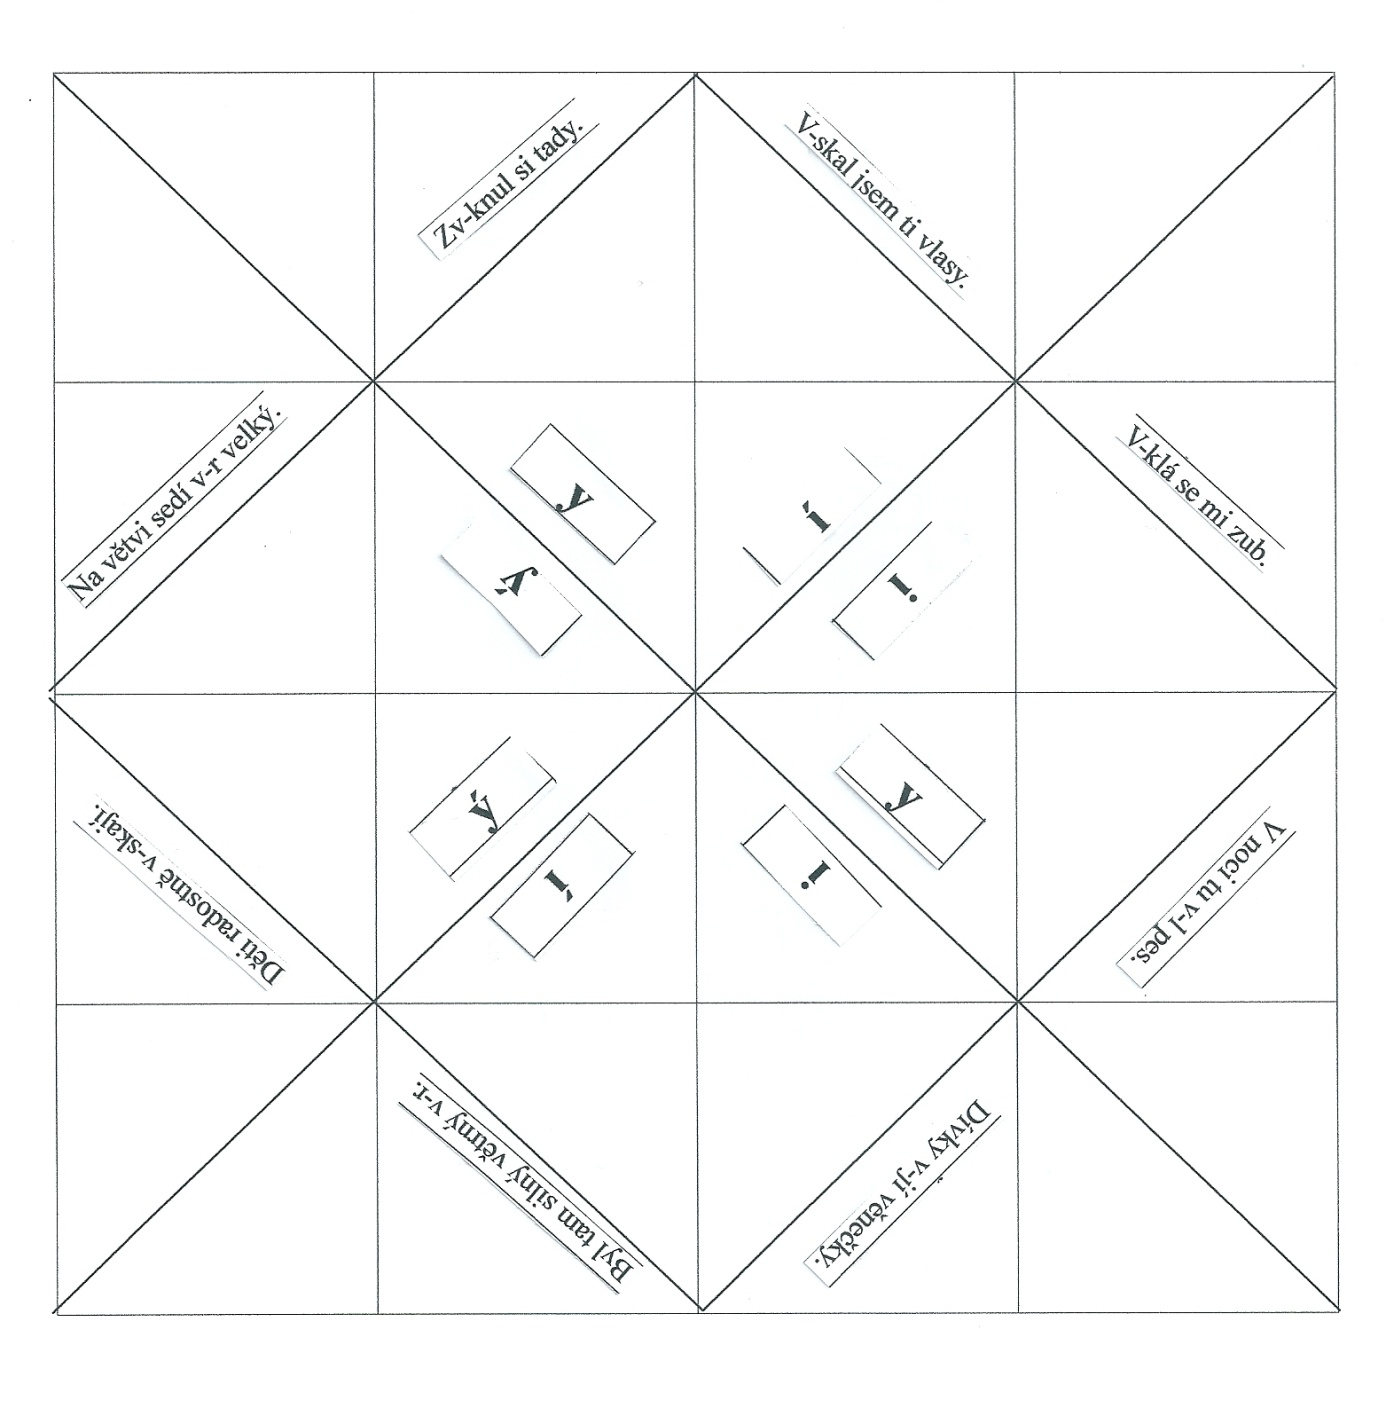 Zv-knul si tady.
V-skal jsem ti vlasy.
Na větvi sedí v-r velký.
V-klá se mi zub.
y
í
ý
i
ý
y
í
i
Děti radostně v-skají.
V noci tu v-l pes.
Byl tam silný větrný v-r.
Dívky v-jí věnečky.